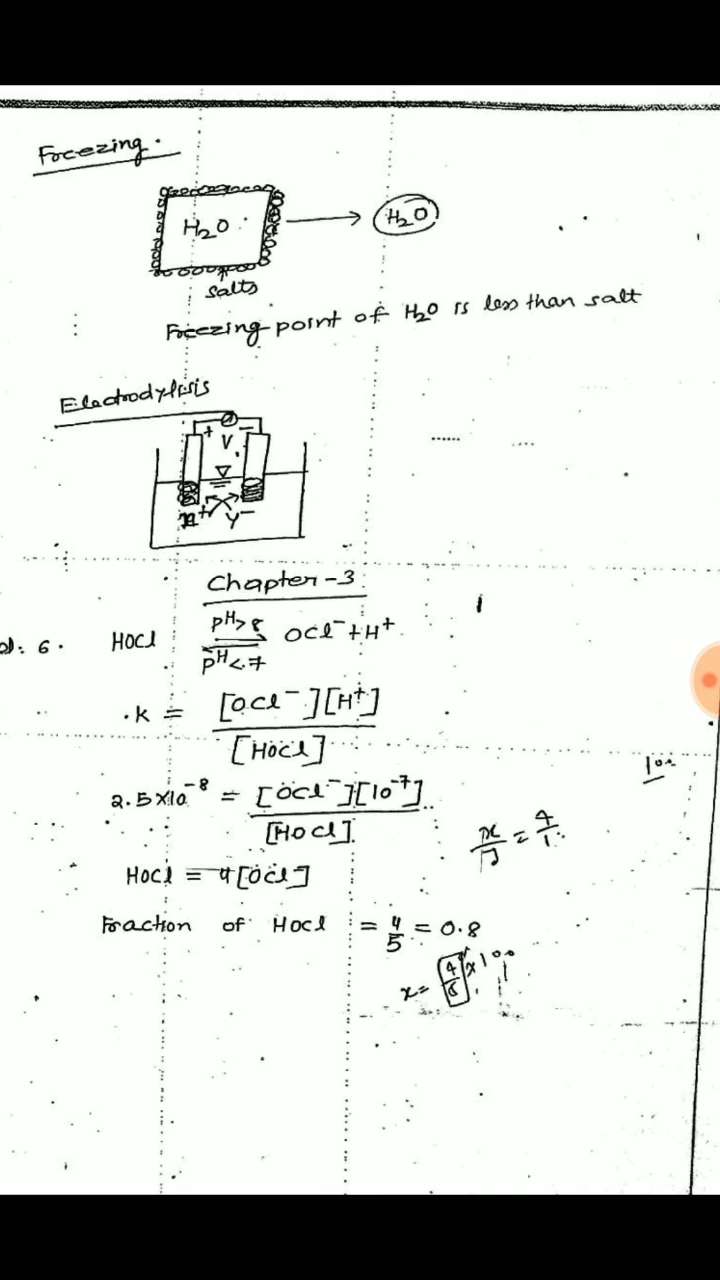 Freezing.
H₂O
H₂O
salts
Freezing point of H₂O is less than salt
Electrodylisis
+ V -
Y⁻
Chapter-3
6. HOCl pH>8 ⇌ pH<7 OCl⁻ + H⁺
.K = [OCl⁻][H⁺] / [HOCl]
100
2.5×10⁻⁸ = [OCl⁻][10⁻⁷] / [HOCl]
x/y = 4/1
HOCl = 4[OCl⁻]
Fraction of HOCl = 4/5 = 0.8
x= 4/5 ×100